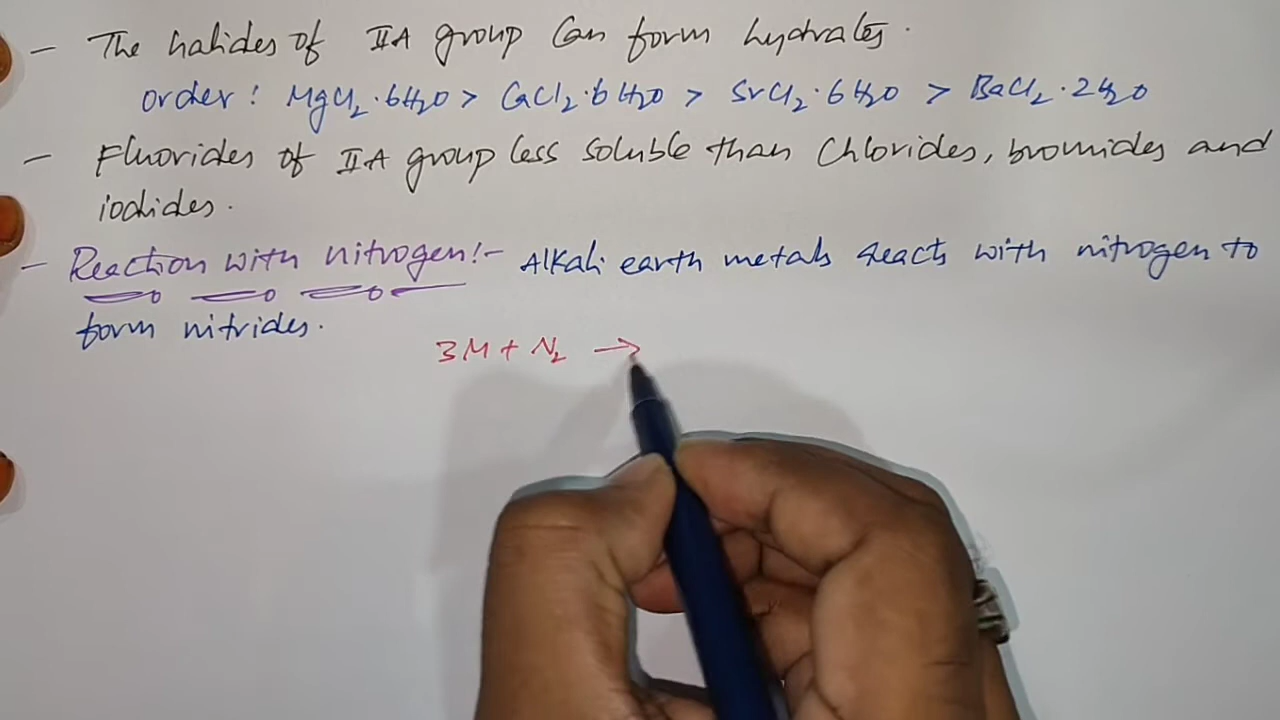 - The halides of IIA group can form hydrates.
order: MgCl2·6H2O > CaCl2·6H2O > SrCl2·6H2O > BaCl2·2H2O
- Fluorides of IIA group less soluble than chlorides, bromides and
iodides.
- Reaction with nitrogen:- Alkali earth metals reacts with nitrogen to
form nitrides.
3M + N2 →